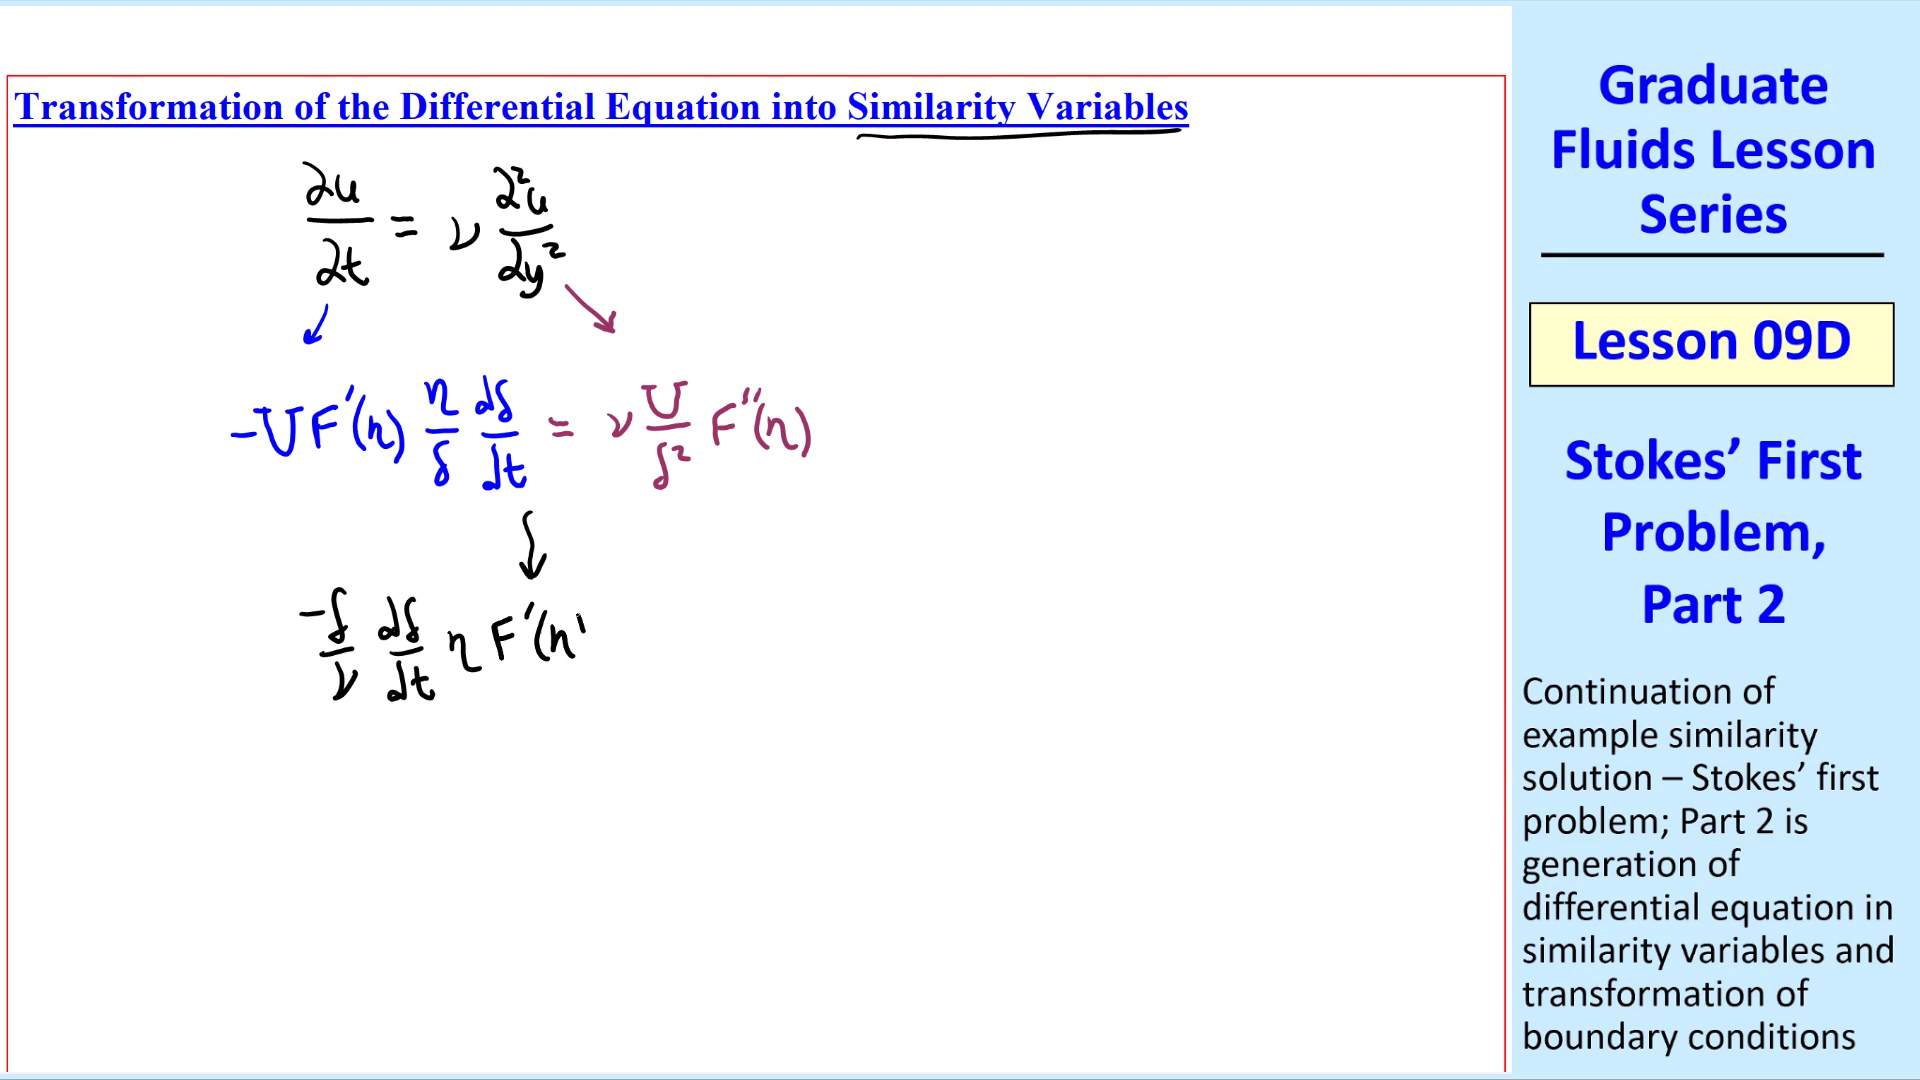 Transformation of the Differential Equation into Similarity Variables
∂u/∂t = ν ∂²u/∂y²
-U F'(η) η/δ dδ/dt = ν U/δ² F''(η)
-δ/ν dδ/dt η F'(η
Graduate
Fluids Lesson
Series
Lesson 09D
Stokes’ First
Problem,
Part 2
Continuation of
example similarity
solution – Stokes’ first
problem; Part 2 is
generation of
differential equation in
similarity variables and
transformation of
boundary conditions